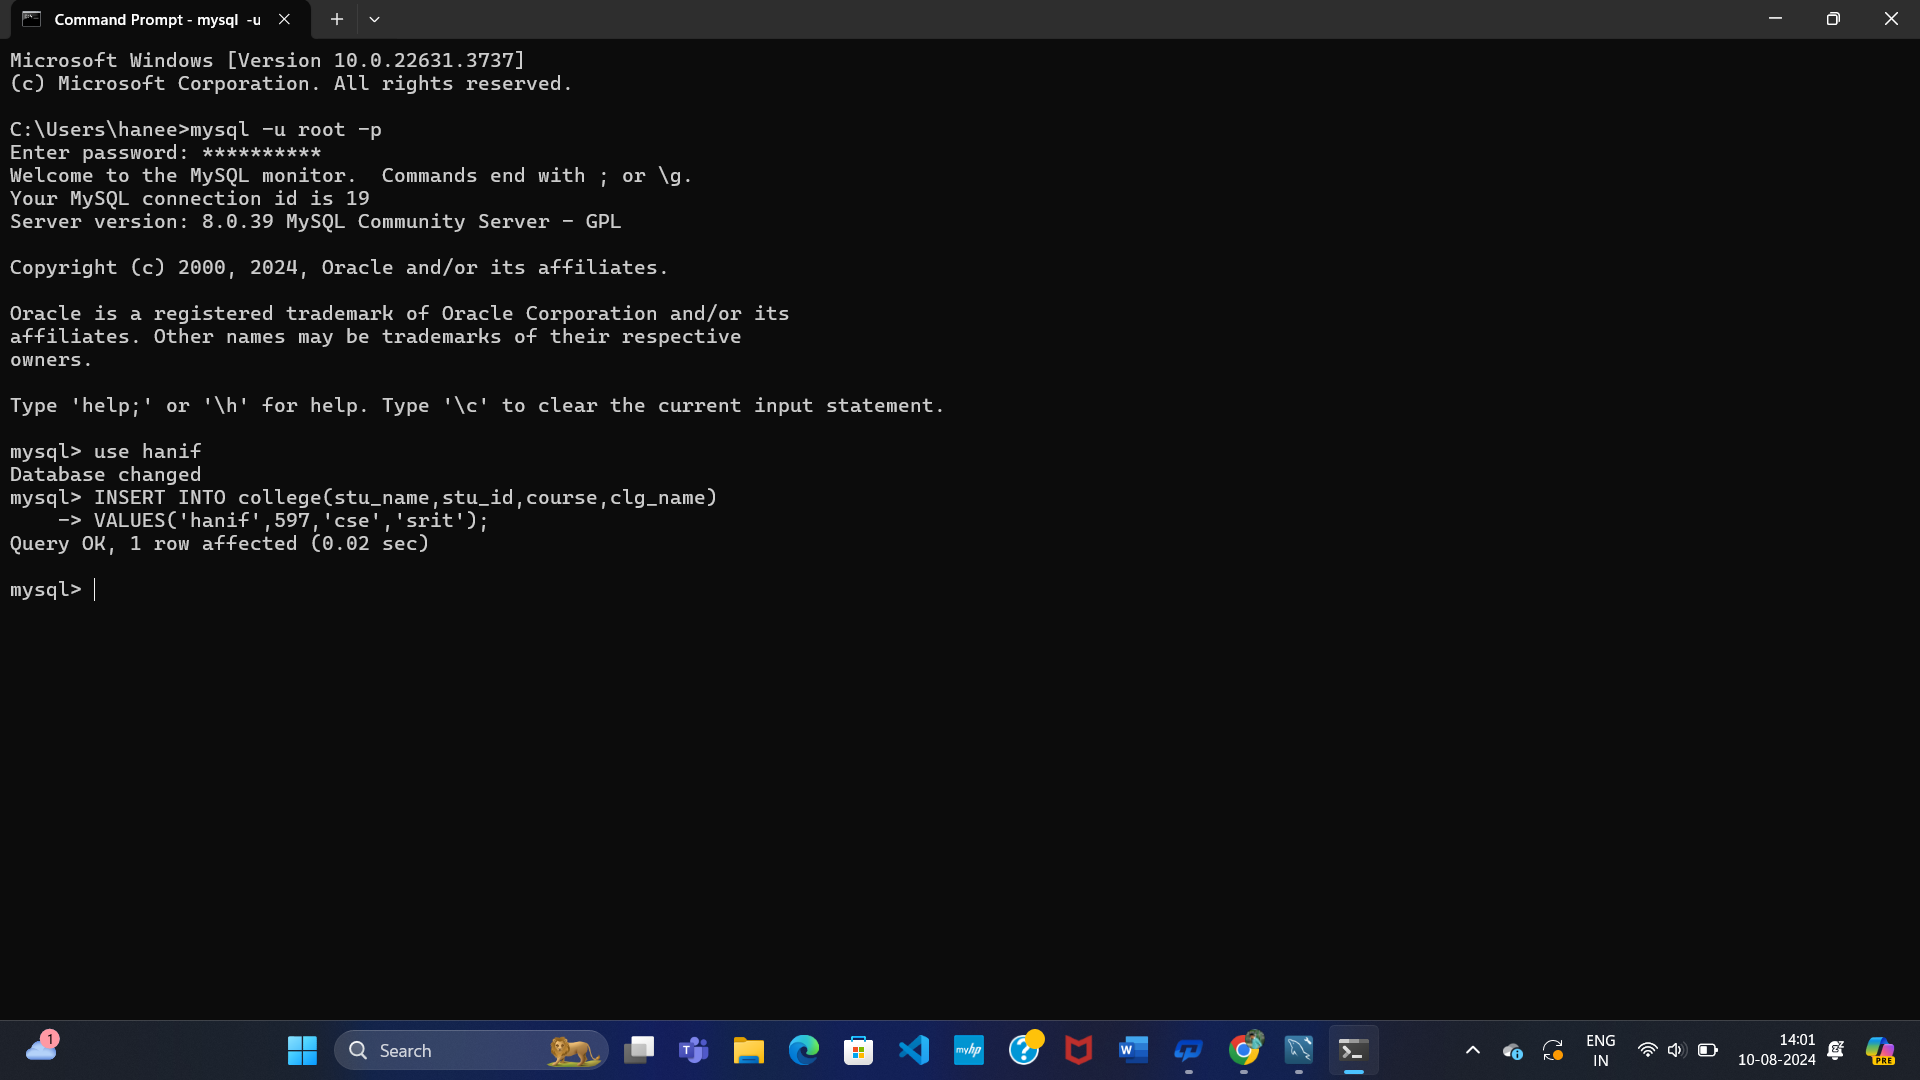 Command Prompt - mysql -u
Microsoft Windows [Version 10.0.22631.3737]
(c) Microsoft Corporation. All rights reserved.
C:\Users\hanee>mysql -u root -p
Enter password: **********
Welcome to the MySQL monitor.  Commands end with ; or \g.
Your MySQL connection id is 19
Server version: 8.0.39 MySQL Community Server - GPL
Copyright (c) 2000, 2024, Oracle and/or its affiliates.
Oracle is a registered trademark of Oracle Corporation and/or its
affiliates. Other names may be trademarks of their respective
owners.
Type 'help;' or '\h' for help. Type '\c' to clear the current input statement.
mysql> use hanif
Database changed
mysql> INSERT INTO college(stu_name,stu_id,course,clg_name)
    -> VALUES('hanif',597,'cse','srit');
Query OK, 1 row affected (0.02 sec)
mysql>
1
Search
T
myhp
?
W
ENG
IN
14:01
10-08-2024
PRE